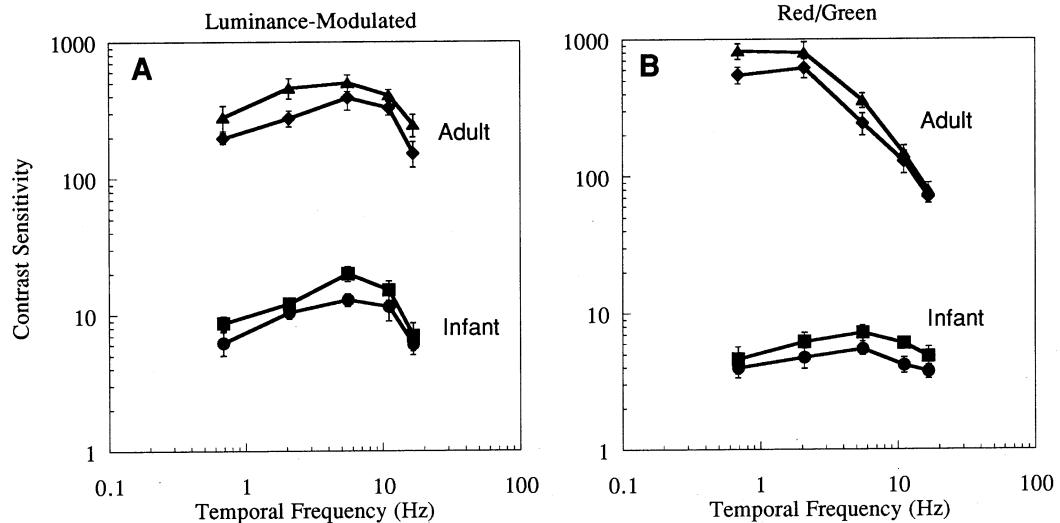 Luminance-Modulated
A
1000
100
10
1
Contrast Sensitivity
Adult
Infant
0.1 1 10 100
Temporal Frequency (Hz)
Red/Green
B
1000
100
10
1
Adult
Infant
0.1 1 10 100
Temporal Frequency (Hz)